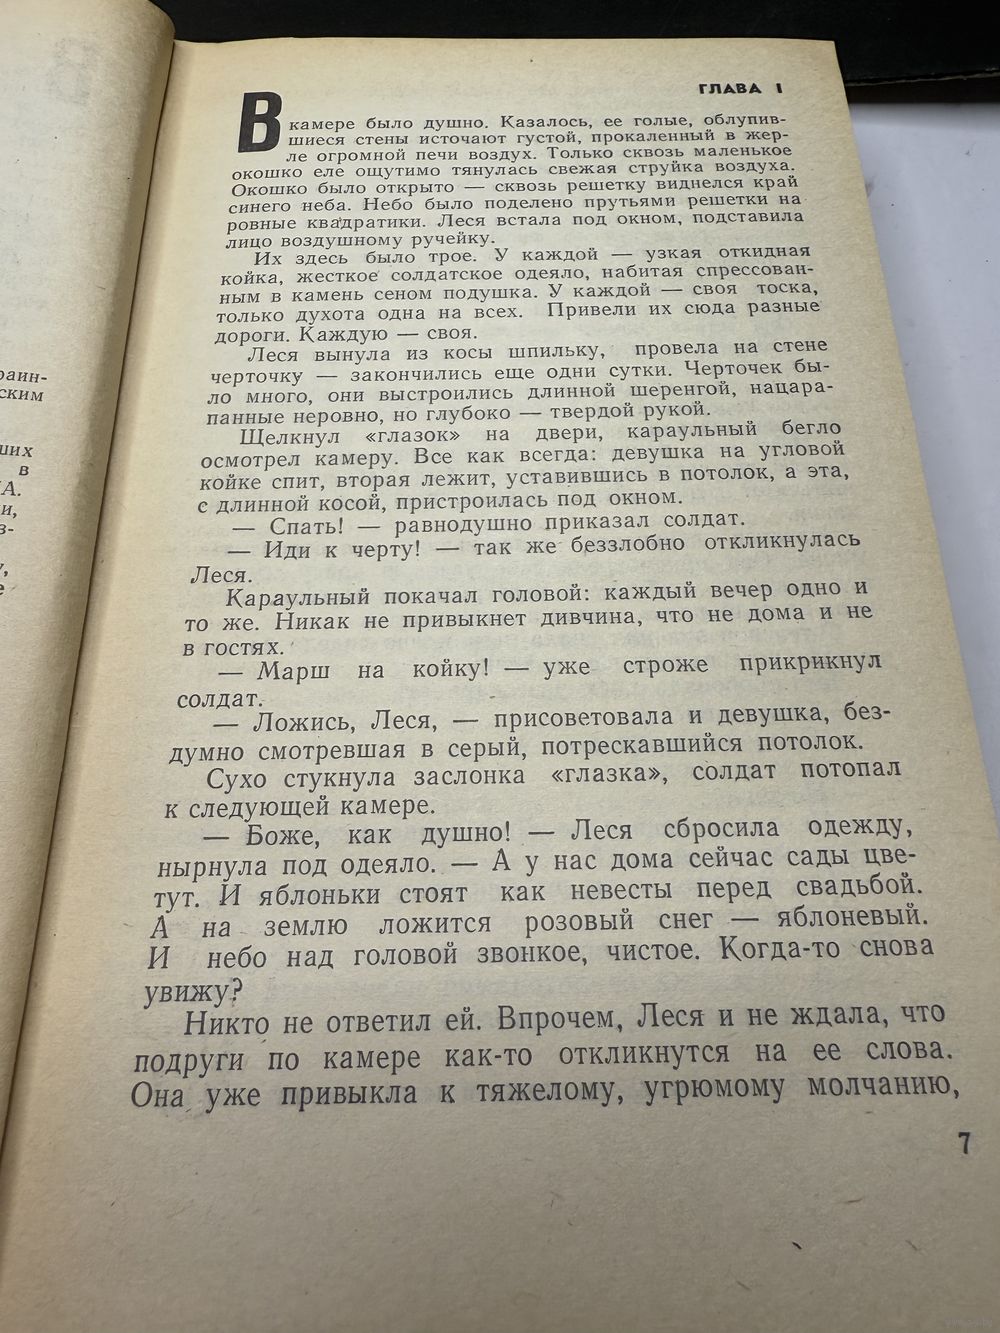 раин-
ским
ших
в
А.
и,
з-
у,
е
ГЛАВА I
В камере было душно. Казалось, ее голые, облупив-
шиеся стены источают густой, прокаленный в жер-
ле огромной печи воздух. Только сквозь маленькое
окошко еле ощутимо тянулась свежая струйка воздуха.
Окошко было открыто — сквозь решетку виднелся край
синего неба. Небо было поделено прутьями решетки на
ровные квадратики. Леся встала под окном, подставила
лицо воздушному ручейку.
Их здесь было трое. У каждой — узкая откидная
койка, жесткое солдатское одеяло, набитая спрессован-
ным в камень сеном подушка. У каждой — своя тоска,
только духота одна на всех. Привели их сюда разные
дороги. Каждую — своя.
Леся вынула из косы шпильку, провела на стене
черточку — закончились еще одни сутки. Черточек бы-
ло много, они выстроились длинной шеренгой, нацара-
панные неровно, но глубоко — твердой рукой.
Щелкнул «глазок» на двери, караульный бегло
осмотрел камеру. Все как всегда: девушка на угловой
койке спит, вторая лежит, уставившись в потолок, а эта,
с длинной косой, пристроилась под окном.
— Спать! — равнодушно приказал солдат.
— Иди к черту! — так же беззлобно откликнулась
Леся.
Караульный покачал головой: каждый вечер одно и
то же. Никак не привыкнет дивчина, что не дома и не
в гостях.
— Марш на койку! — уже строже прикрикнул
солдат.
— Ложись, Леся, — присоветовала и девушка, без-
думно смотревшая в серый, потрескавшийся потолок.
Сухо стукнула заслонка «глазка», солдат потопал
к следующей камере.
— Боже, как душно! — Леся сбросила одежду,
нырнула под одеяло. — А у нас дома сейчас сады цве-
тут. И яблоньки стоят как невесты перед свадьбой.
А на землю ложится розовый снег — яблоневый.
И небо над головой звонкое, чистое. Когда-то снова
увижу?
Никто не ответил ей. Впрочем, Леся и не ждала, что
подруги по камере как-то откликнутся на ее слова.
Она уже привыкла к тяжелому, угрюмому молчанию,
7